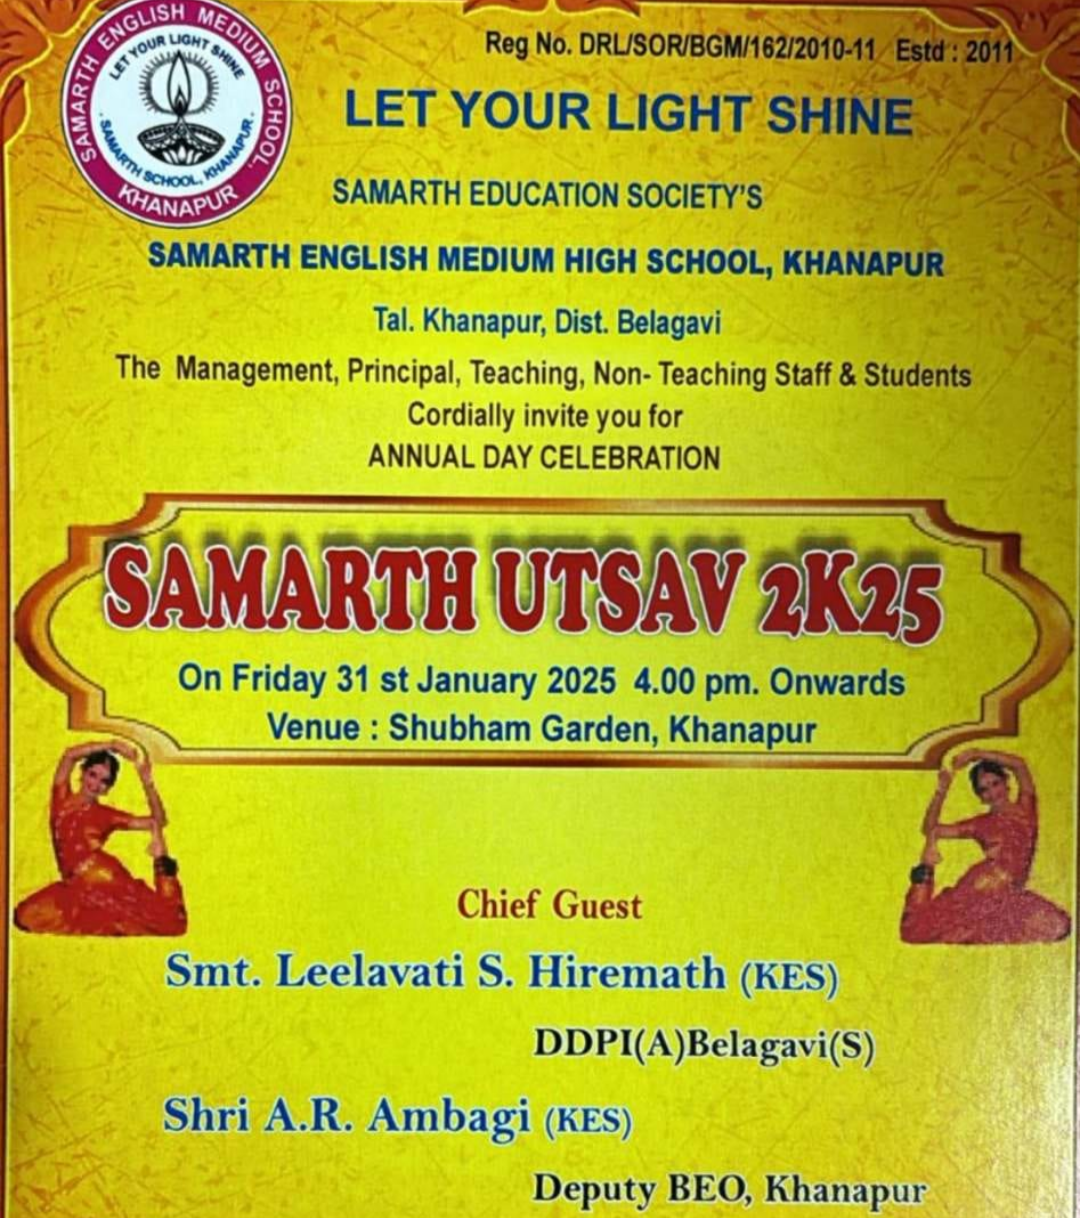 SAMARTH ENGLISH MEDIUM SCHOOL,
KHANAPUR
LET YOUR LIGHT SHINE
SAMARTH SCHOOL, KHANAPUR.
Reg No. DRL/SOR/BGM/162/2010-11 Estd : 2011
LET YOUR LIGHT SHINE
SAMARTH EDUCATION SOCIETY'S
SAMARTH ENGLISH MEDIUM HIGH SCHOOL, KHANAPUR
Tal. Khanapur, Dist. Belagavi
The Management, Principal, Teaching, Non- Teaching Staff & Students
Cordially invite you for
ANNUAL DAY CELEBRATION
SAMARTH UTSAV 2K25
On Friday 31 st January 2025 4.00 pm. Onwards
Venue : Shubham Garden, Khanapur
Chief Guest
Smt. Leelavati S. Hiremath (KES)
DDPI(A)Belagavi(S)
Shri A.R. Ambagi (KES)
Deputy BEO, Khanapur